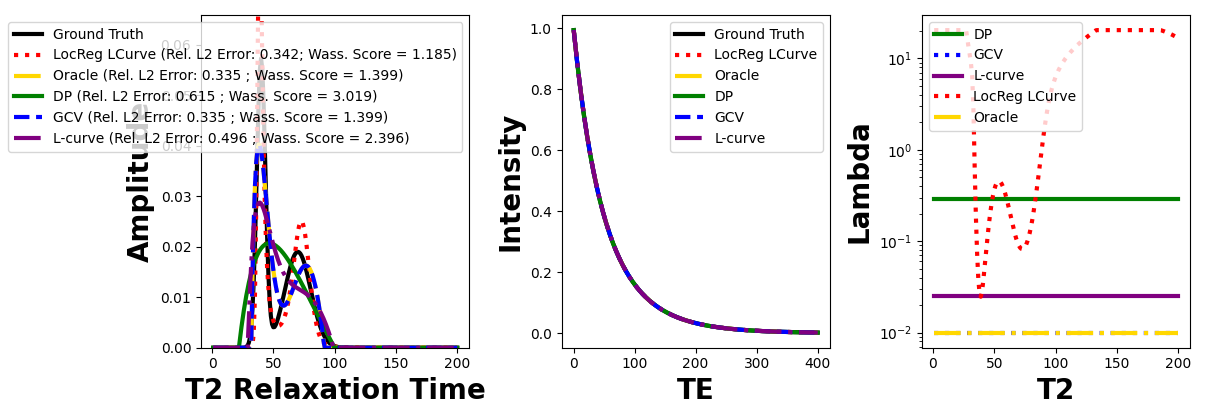 Ground Truth
LocReg LCurve (Rel. L2 Error: 0.342; Wass. Score = 1.185)
Oracle (Rel. L2 Error: 0.335 ; Wass. Score = 1.399)
DP (Rel. L2 Error: 0.615 ; Wass. Score = 3.019)
GCV (Rel. L2 Error: 0.335 ; Wass. Score = 1.399)
L-curve (Rel. L2 Error: 0.496 ; Wass. Score = 2.396)
Amplitude
0.06
0.04
0.03
0.02
0.01
0.00
0 50 100 150 200
T2 Relaxation Time
Ground Truth
LocReg LCurve
Oracle
DP
GCV
L-curve
Intensity
1.0
0.8
0.6
0.4
0.2
0.0
0 100 200 300 400
TE
DP
GCV
L-curve
LocReg LCurve
Oracle
Lambda
10^1
10^0
10^-1
10^-2
0 50 100 150 200
T2